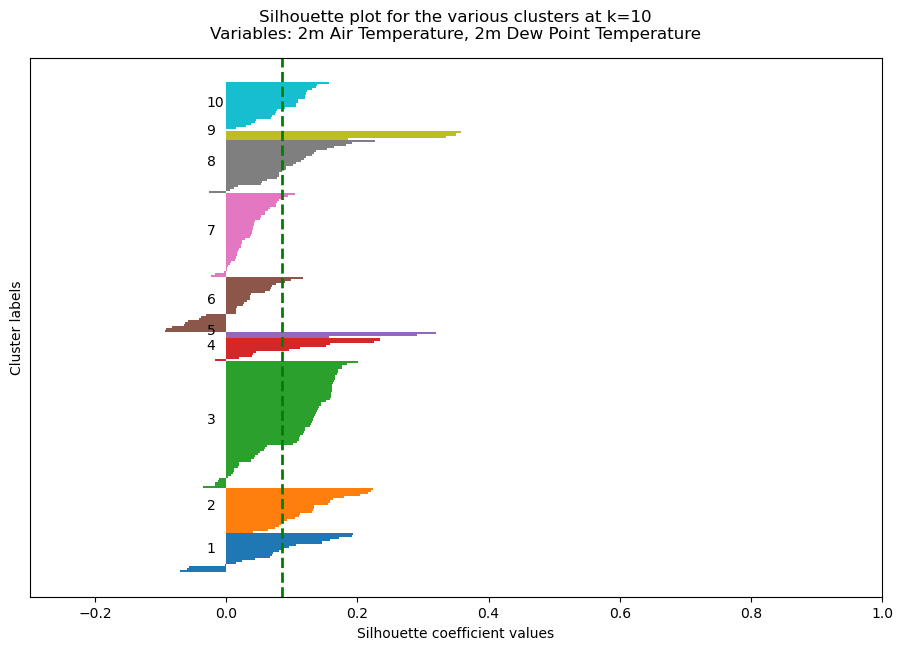 Silhouette plot for the various clusters at k=10
Variables: 2m Air Temperature, 2m Dew Point Temperature
Cluster labels
10
9
8
7
6
5
4
3
2
1
−0.2 0.0 0.2 0.4 0.6 0.8 1.0
Silhouette coefficient values